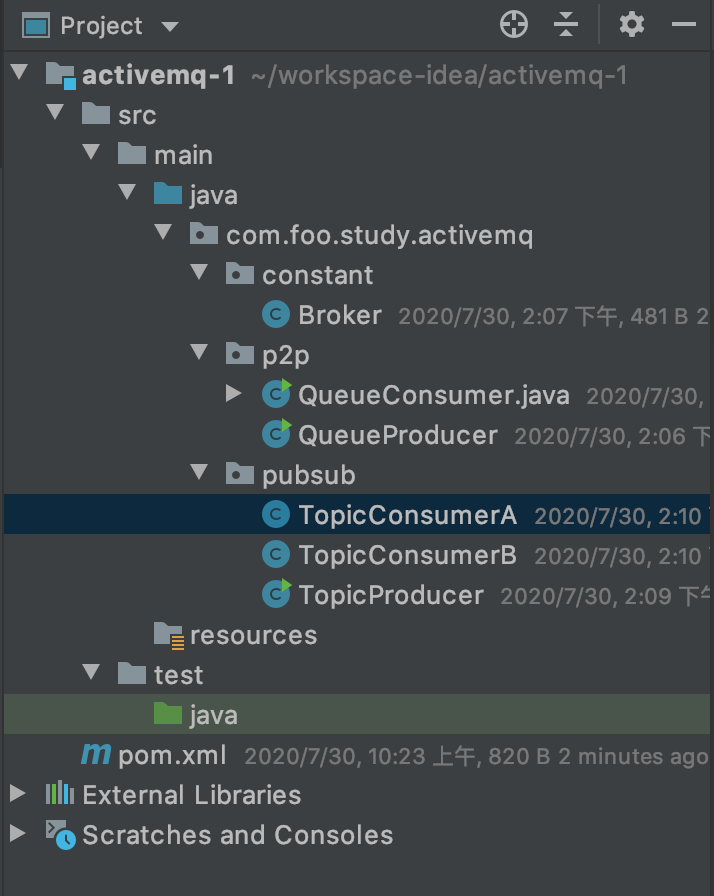 Project
activemq-1 ~/workspace-idea/activemq-1
src
main
java
com.foo.study.activemq
constant
Broker 2020/7/30, 2:07 下午, 481 B 2
p2p
QueueConsumer.java 2020/7/30,
QueueProducer 2020/7/30, 2:06
pubsub
TopicConsumerA 2020/7/30, 2:10
TopicConsumerB 2020/7/30, 2:10
TopicProducer 2020/7/30, 2:09 下
resources
test
java
pom.xml 2020/7/30, 10:23 上午, 820 B 2 minutes ago
External Libraries
Scratches and Consoles